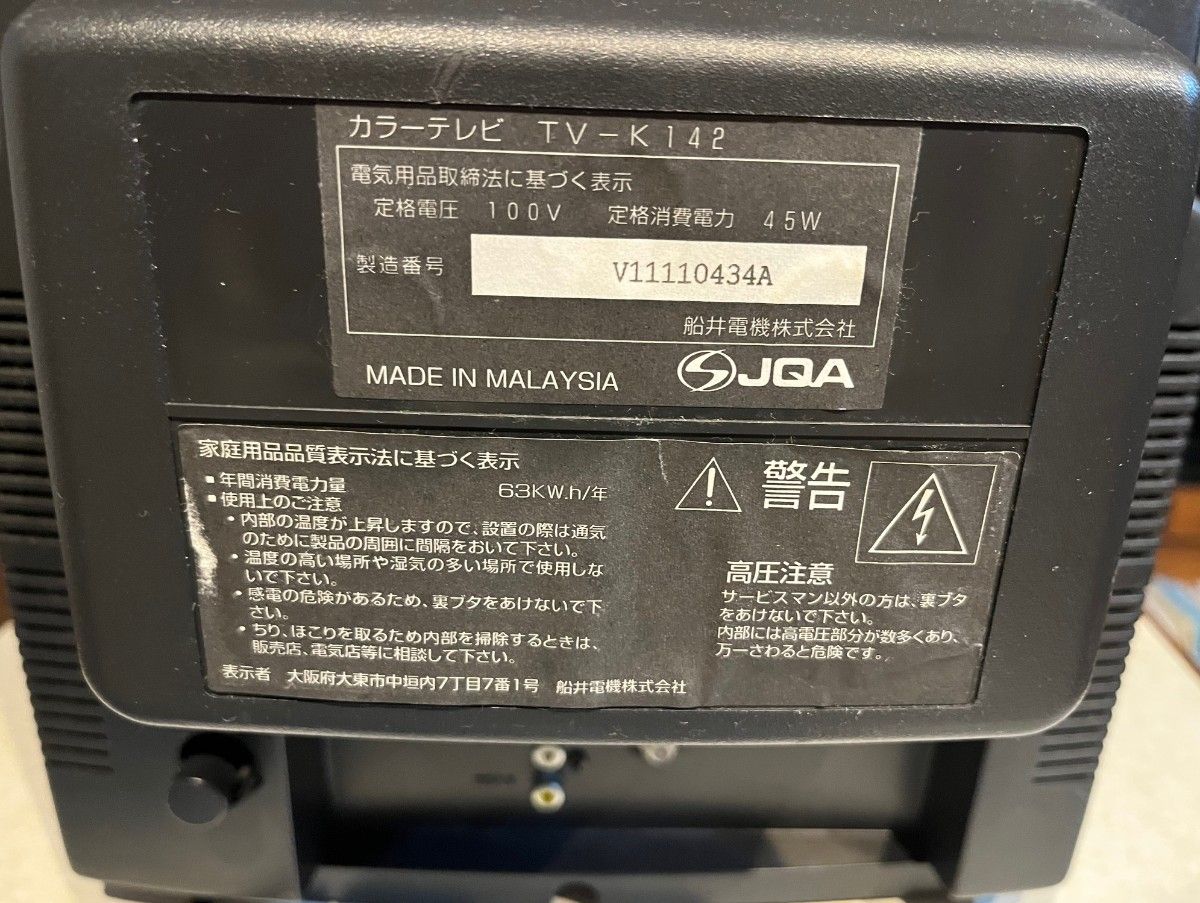 カラーテレビ TV-K142
電気用品取締法に基づく表示
定格電圧 100V 定格消費電力 45W
製造番号 V11110434A
船井電機株式会社
MADE IN MALAYSIA JQA
家庭用品品質表示法に基づく表示
■年間消費電力量 63KW.h/年
■使用上のご注意
・内部の温度が上昇しますので、設置の際は通気
のために製品の周囲に間隔をおいて下さい。
・温度の高い場所や湿気の多い場所で使用しな
いで下さい。
・感電の危険があるため、裏ブタをあけないで下
さい。
・ちり、ほこりを取るため内部を掃除するときは、
販売店、電気店等に相談して下さい。
表示者 大阪府大東市中垣内7丁目7番1号 船井電機株式会社
警告
高圧注意
サービスマン以外の方は、裏ブタ
をあけないで下さい。
内部には高電圧部分が数多くあり、
万一さわると危険です。